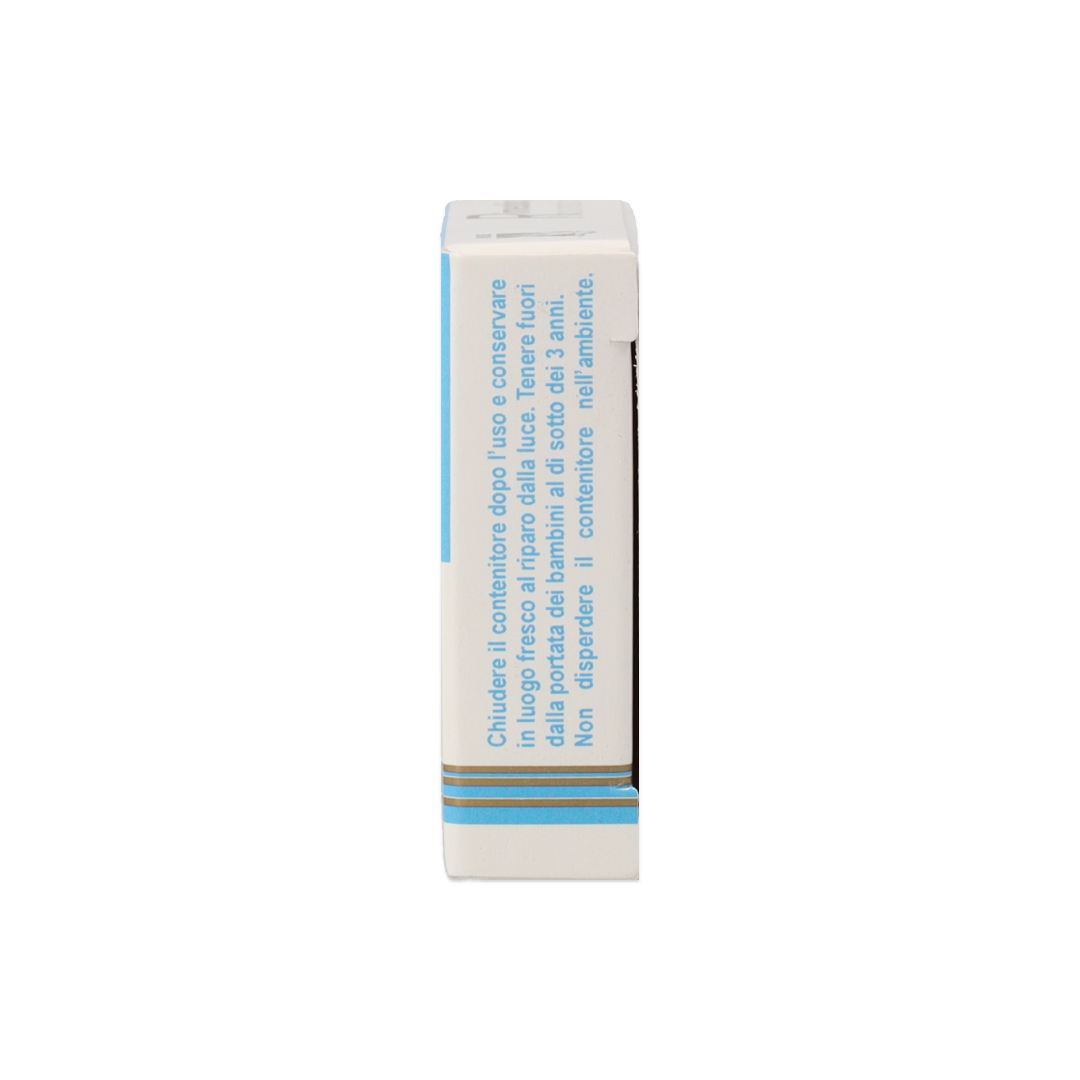 Chiudere il contenitore dopo l'uso e conservare
in luogo fresco al riparo dalla luce. Tenere fuori
dalla portata dei bambini al di sotto dei 3 anni.
Non disperdere il contenitore nell'ambiente.